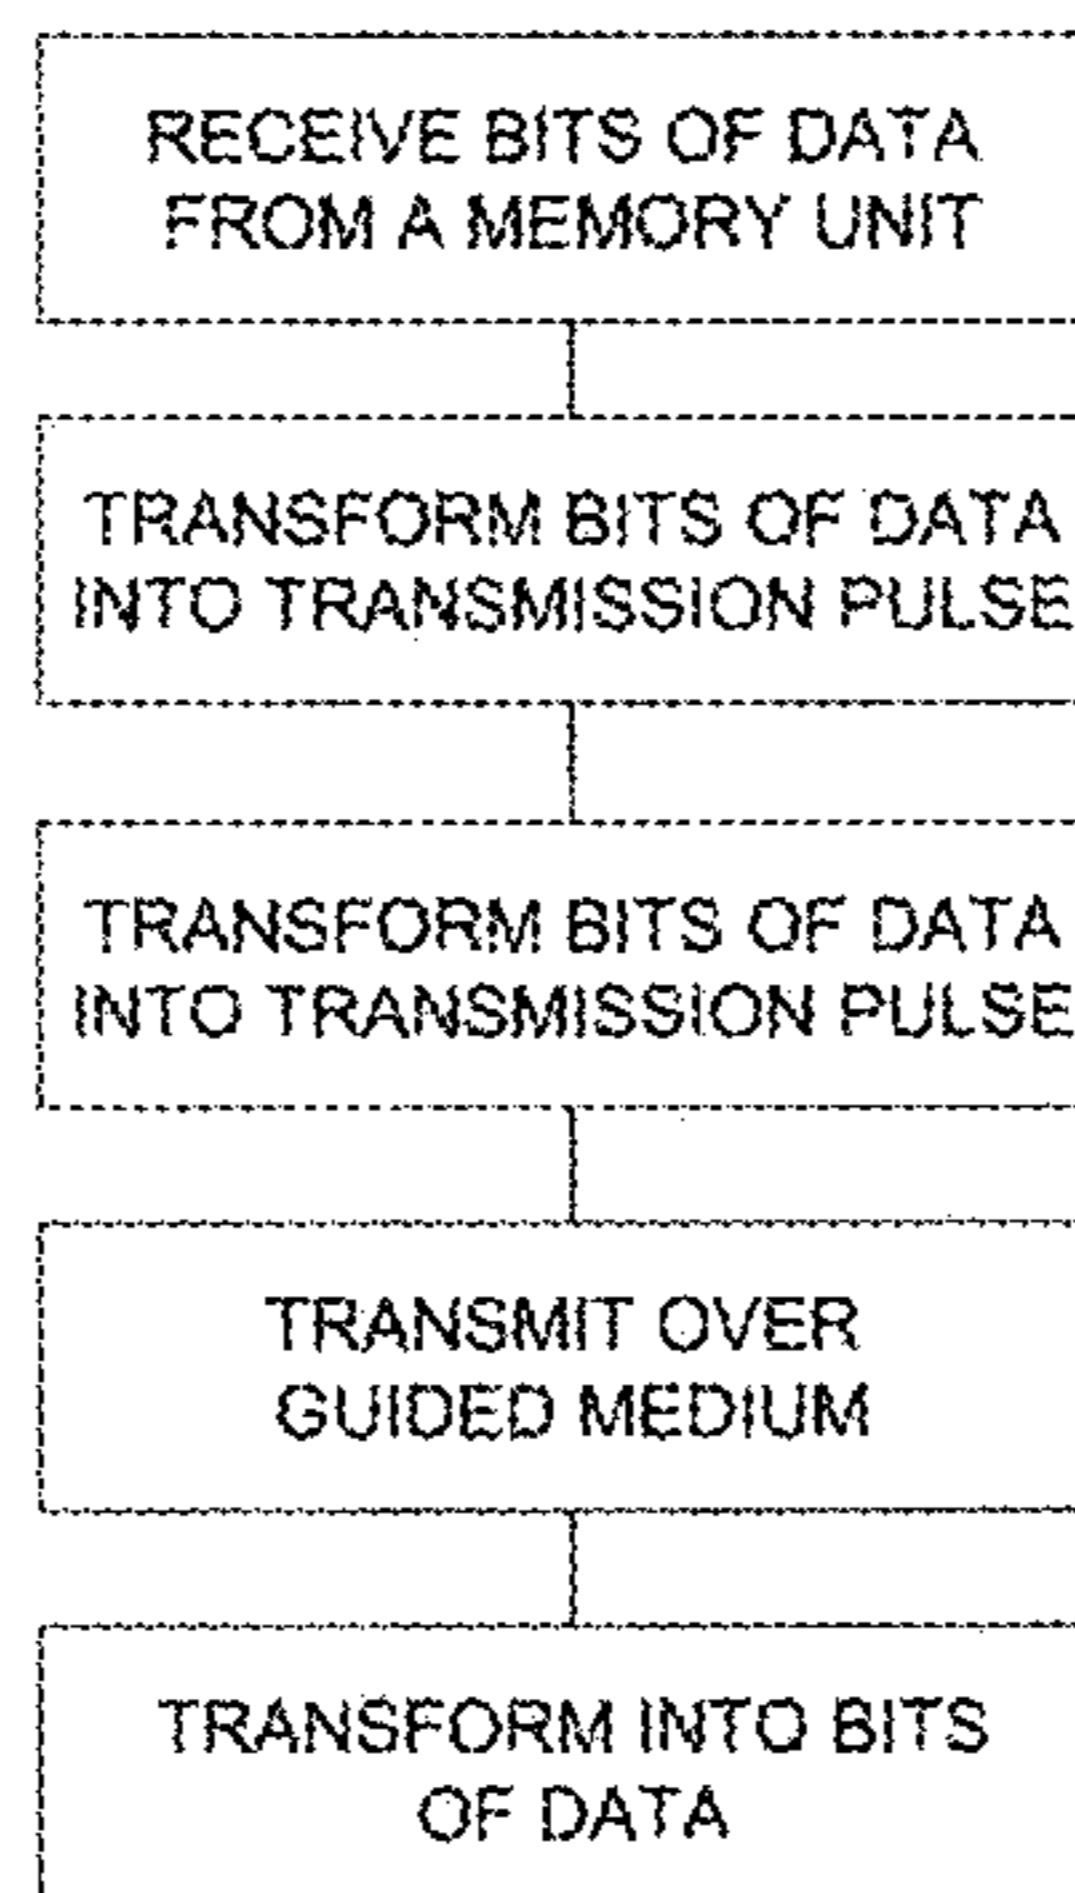 RECEIVE BITS OF DATA
FROM A MEMORY UNIT
TRANSFORM BITS OF DATA
INTO TRANSMISSION PULSE
TRANSFORM BITS OF DATA
INTO TRANSMISSION PULSE
TRANSMIT OVER
GUIDED MEDIUM
TRANSFORM INTO BITS
OF DATA